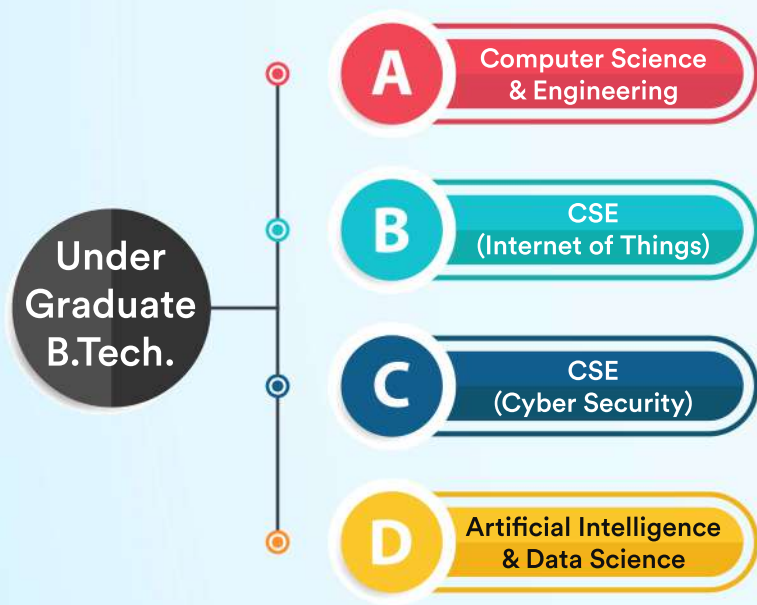 Under
Graduate
B.Tech.
A
Computer Science
& Engineering
B
CSE
(Internet of Things)
C
CSE
(Cyber Security)
D
Artificial Intelligence
& Data Science